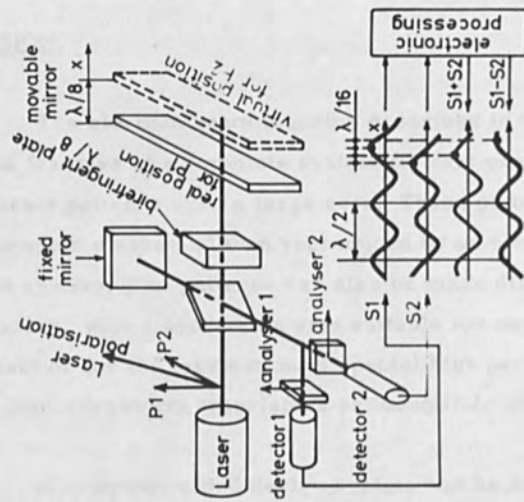 movable
mirror
λ/8
x
virtual position
for P2
real position
for P1
birefringent plate
λ/8
fixed
mirror
Laser
polarisation
P1
P2
Laser
analyser 1
detector 1
analyser 2
detector 2
S1
S2
λ/2
λ/16
x
S1+S2
S1-S2
electronic
processing